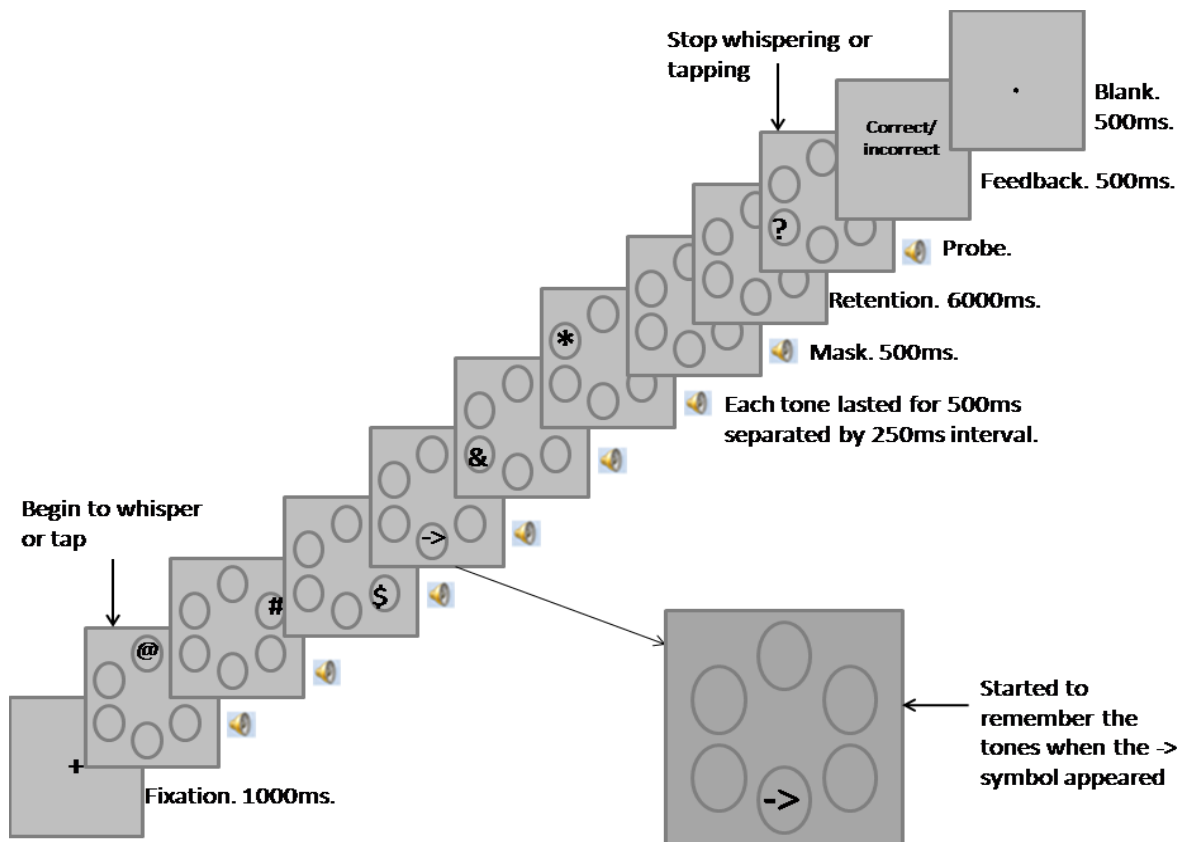 Stop whispering or
tapping
Blank.
500ms.
Correct/
incorrect
Feedback. 500ms.
?
Probe.
Retention. 6000ms.
*
Mask. 500ms.
Each tone lasted for 500ms
separated by 250ms interval.
&
->
Begin to whisper
or tap
$
#
@
+
Fixation. 1000ms.
->
Started to
remember the
tones when the ->
symbol appeared